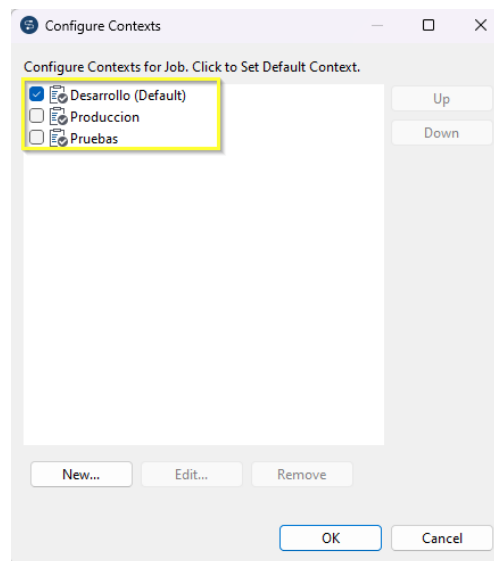 Configure Contexts
Configure Contexts for Job. Click to Set Default Context.
Desarrollo (Default)
Produccion
Pruebas
Up
Down
New...
Edit...
Remove
OK
Cancel